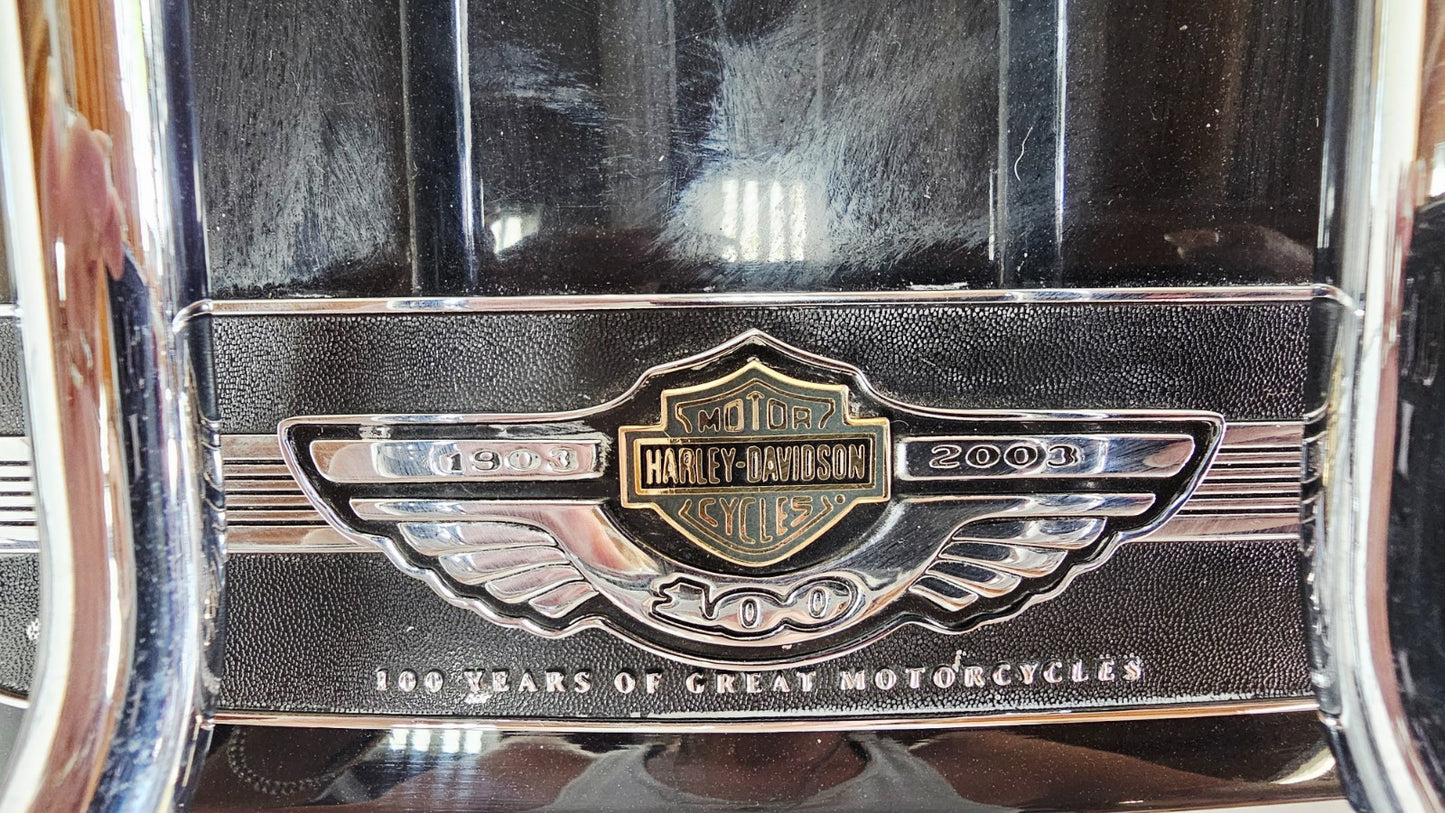 MOTOR
HARLEY-DAVIDSON
CYCLES
1903
2003
100
100 YEARS OF GREAT MOTORCYCLES